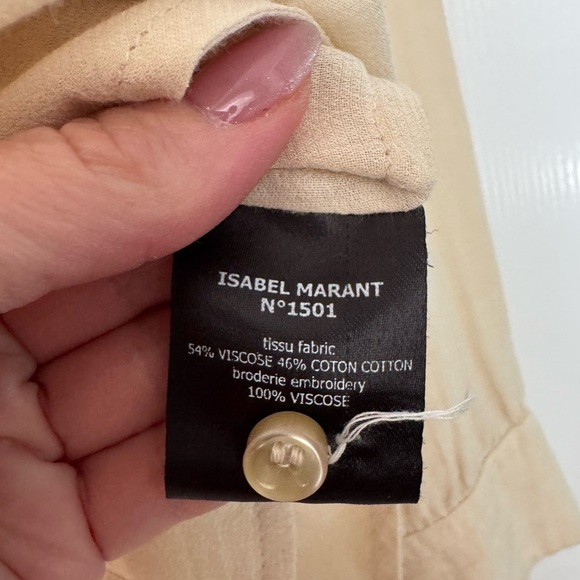 ISABEL MARANT
N°1501
tissu fabric
54% VISCOSE 46% COTON COTTON
broderie embroidery
100% VISCOSE